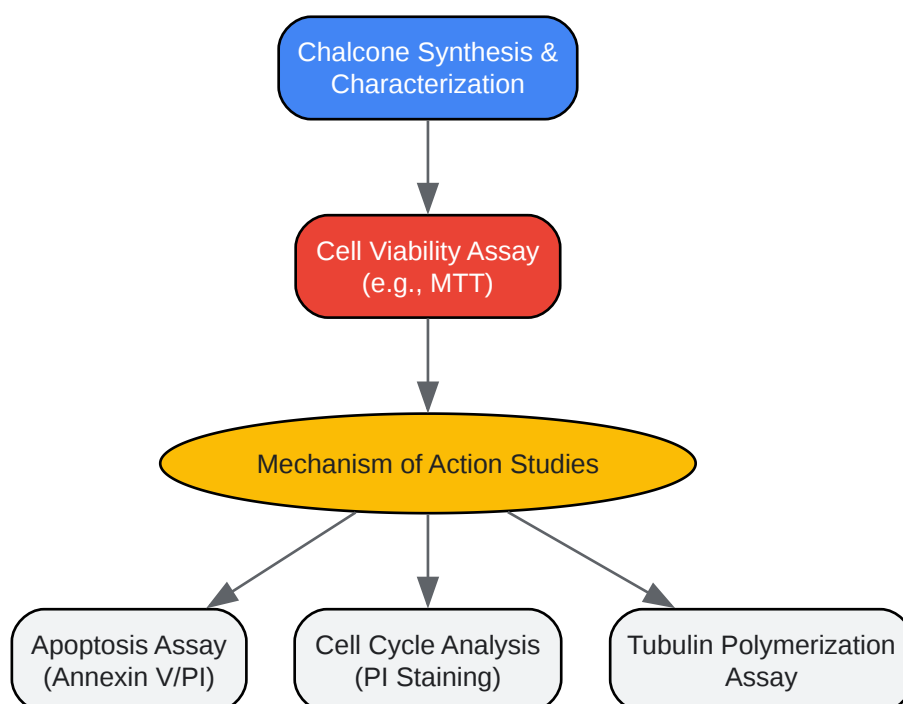 Chalcone Synthesis &
Characterization
Cell Viability Assay
(e.g., MTT)
Mechanism of Action Studies
Apoptosis Assay
(Annexin V/PI)
Cell Cycle Analysis
(PI Staining)
Tubulin Polymerization
Assay